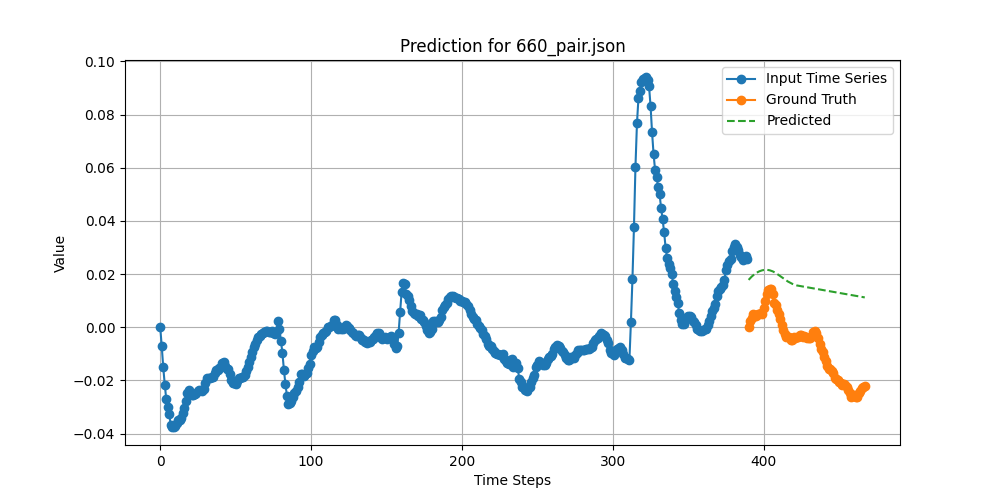 Prediction for 660_pair.json
Input Time Series
Ground Truth
Predicted
0.10
0.08
0.06
0.04
0.02
0.00
−0.02
−0.04
Value
0
100
200
300
400
Time Steps